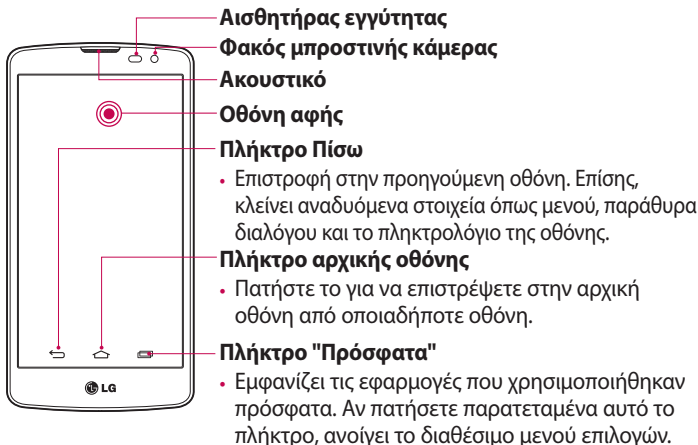 Αισθητήρας εγγύτητας
Φακός μπροστινής κάμερας
Ακουστικό
Οθόνη αφής
Πλήκτρο Πίσω
• Επιστροφή στην προηγούμενη οθόνη. Επίσης,
κλείνει αναδυόμενα στοιχεία όπως μενού, παράθυρα
διαλόγου και το πληκτρολόγιο της οθόνης.
Πλήκτρο αρχικής οθόνης
• Πατήστε το για να επιστρέψετε στην αρχική
οθόνη από οποιαδήποτε οθόνη.
Πλήκτρο "Πρόσφατα"
• Εμφανίζει τις εφαρμογές που χρησιμοποιήθηκαν
πρόσφατα. Αν πατήσετε παρατεταμένα αυτό το
πλήκτρο, ανοίγει το διαθέσιμο μενού επιλογών.
LG